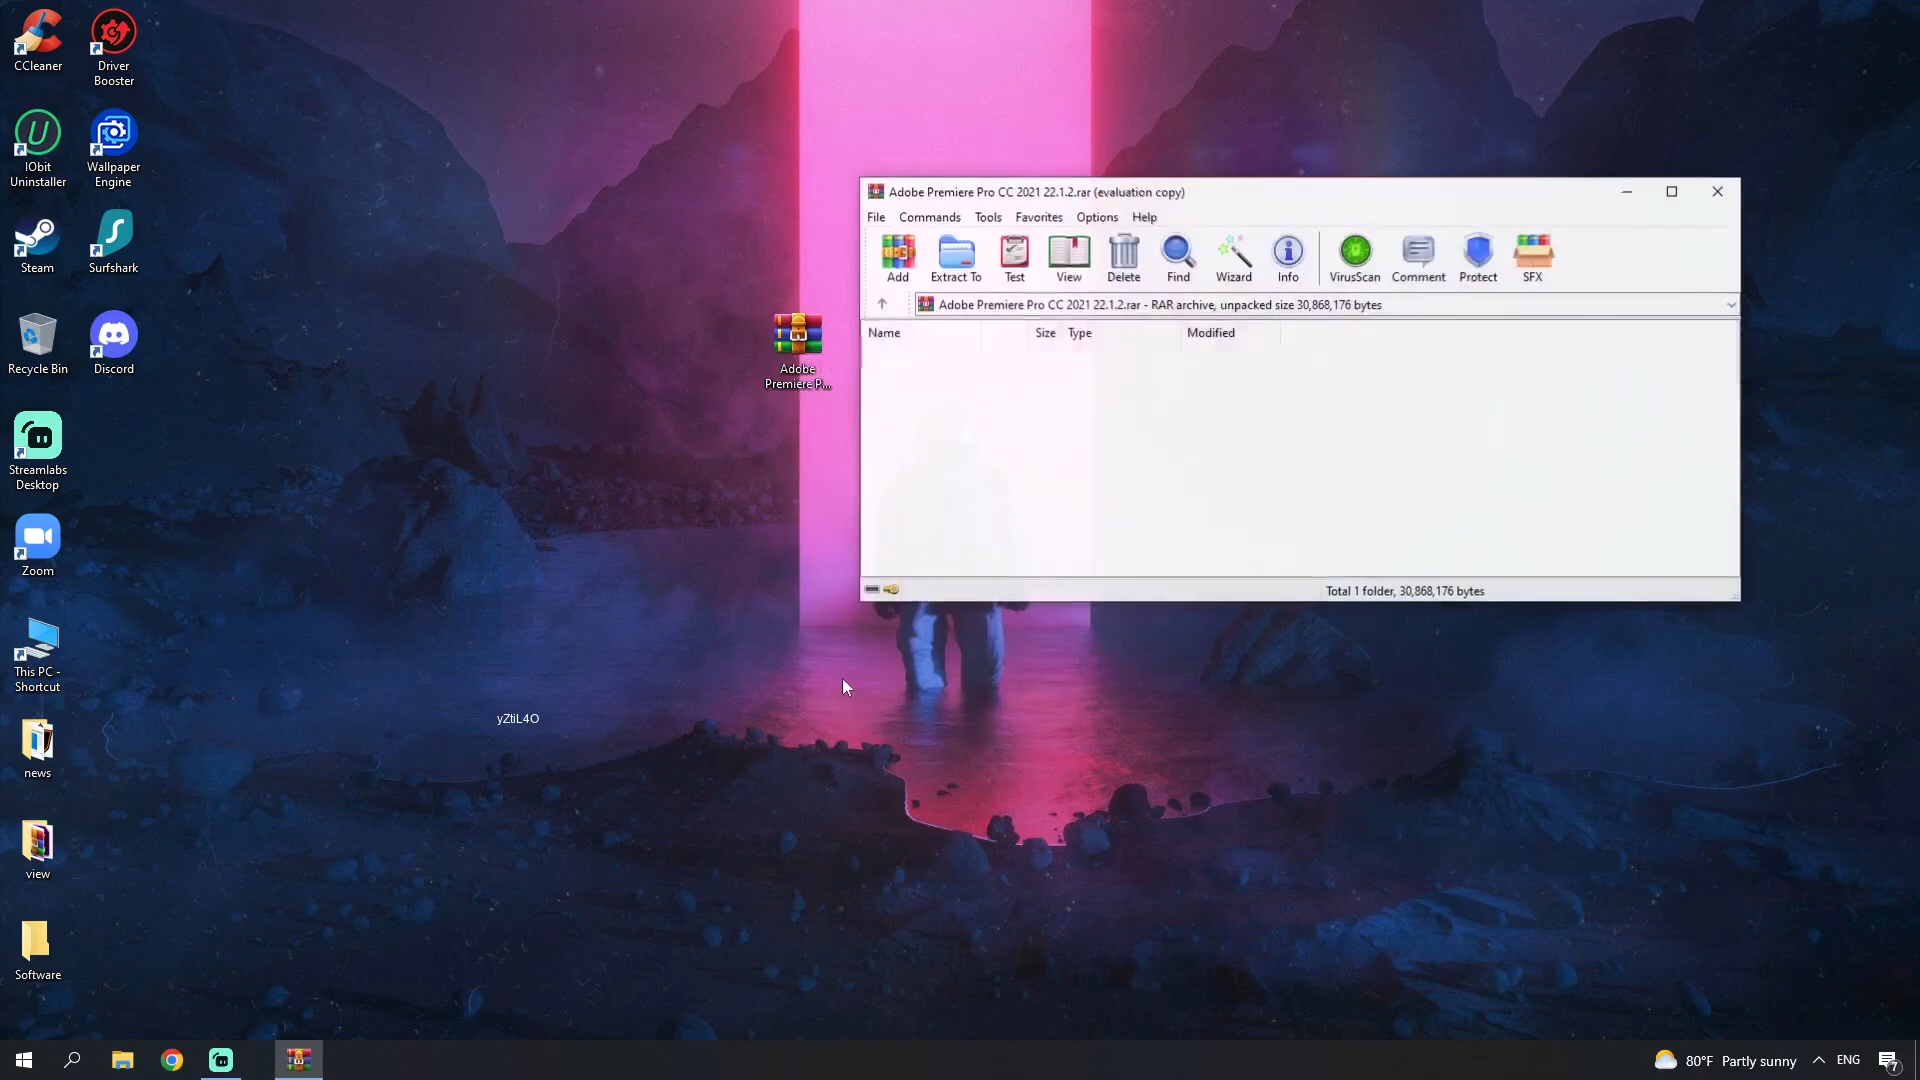 CCleaner
Driver
Booster
IObit
Uninstaller
Wallpaper
Engine
Steam
Surfshark
Recycle Bin
Discord
Streamlabs
Desktop
Zoom
This PC -
Shortcut
news
view
Software
Adobe
Premiere P...
yZtiL4O
Adobe Premiere Pro CC 2021 22.1.2.rar (evaluation copy)
File Commands Tools Favorites Options Help
Add Extract To Test View Delete Find Wizard Info VirusScan Comment Protect SFX
Adobe Premiere Pro CC 2021 22.1.2.rar - RAR archive, unpacked size 30,868,176 bytes
Name Size Type Modified
Total 1 folder, 30,868,176 bytes
80°F Partly sunny ENG 7